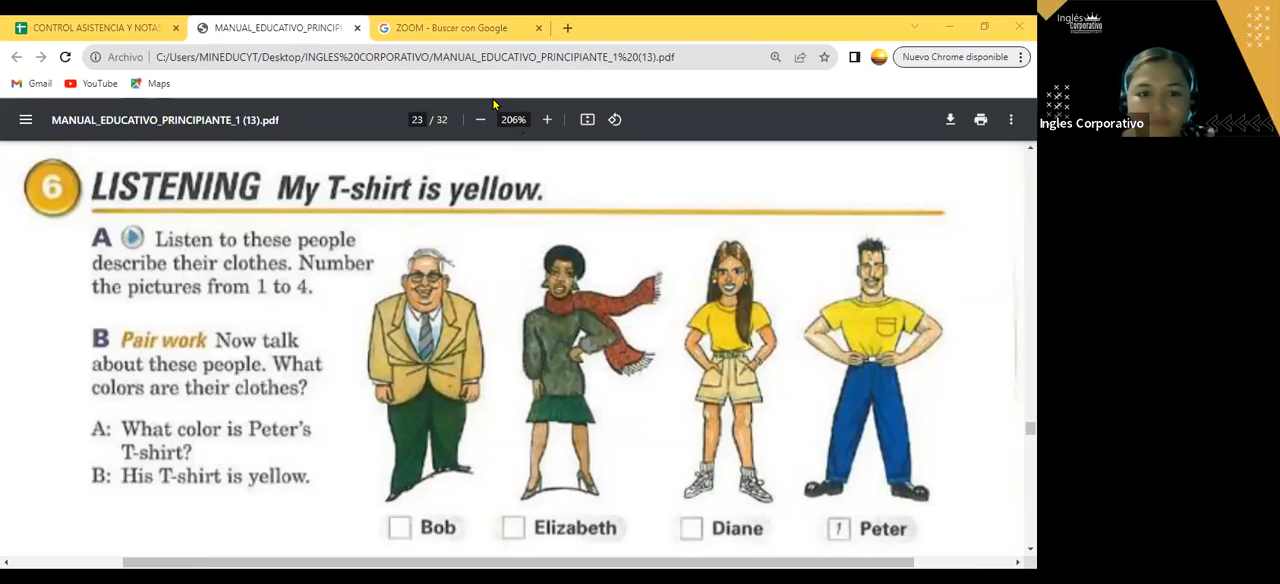 CONTROL ASISTENCIA Y NOTAS
MANUAL_EDUCATIVO_PRINCIPI
ZOOM - Buscar con Google
Archivo
C:/Users/MINEDUCYT/Desktop/INGLES%20CORPORATIVO/MANUAL_EDUCATIVO_PRINCIPIANTE_1%20(13).pdf
Nuevo Chrome disponible
Gmail
YouTube
Maps
MANUAL_EDUCATIVO_PRINCIPIANTE_1 (13).pdf
23 / 32
206%
6 LISTENING My T-shirt is yellow.
A Listen to these people
describe their clothes. Number
the pictures from 1 to 4.
B Pair work Now talk
about these people. What
colors are their clothes?
A: What color is Peter's
T-shirt?
B: His T-shirt is yellow.
Bob
Elizabeth
Diane
1 Peter
Inglés
Corporativo
Ingles Corporativo